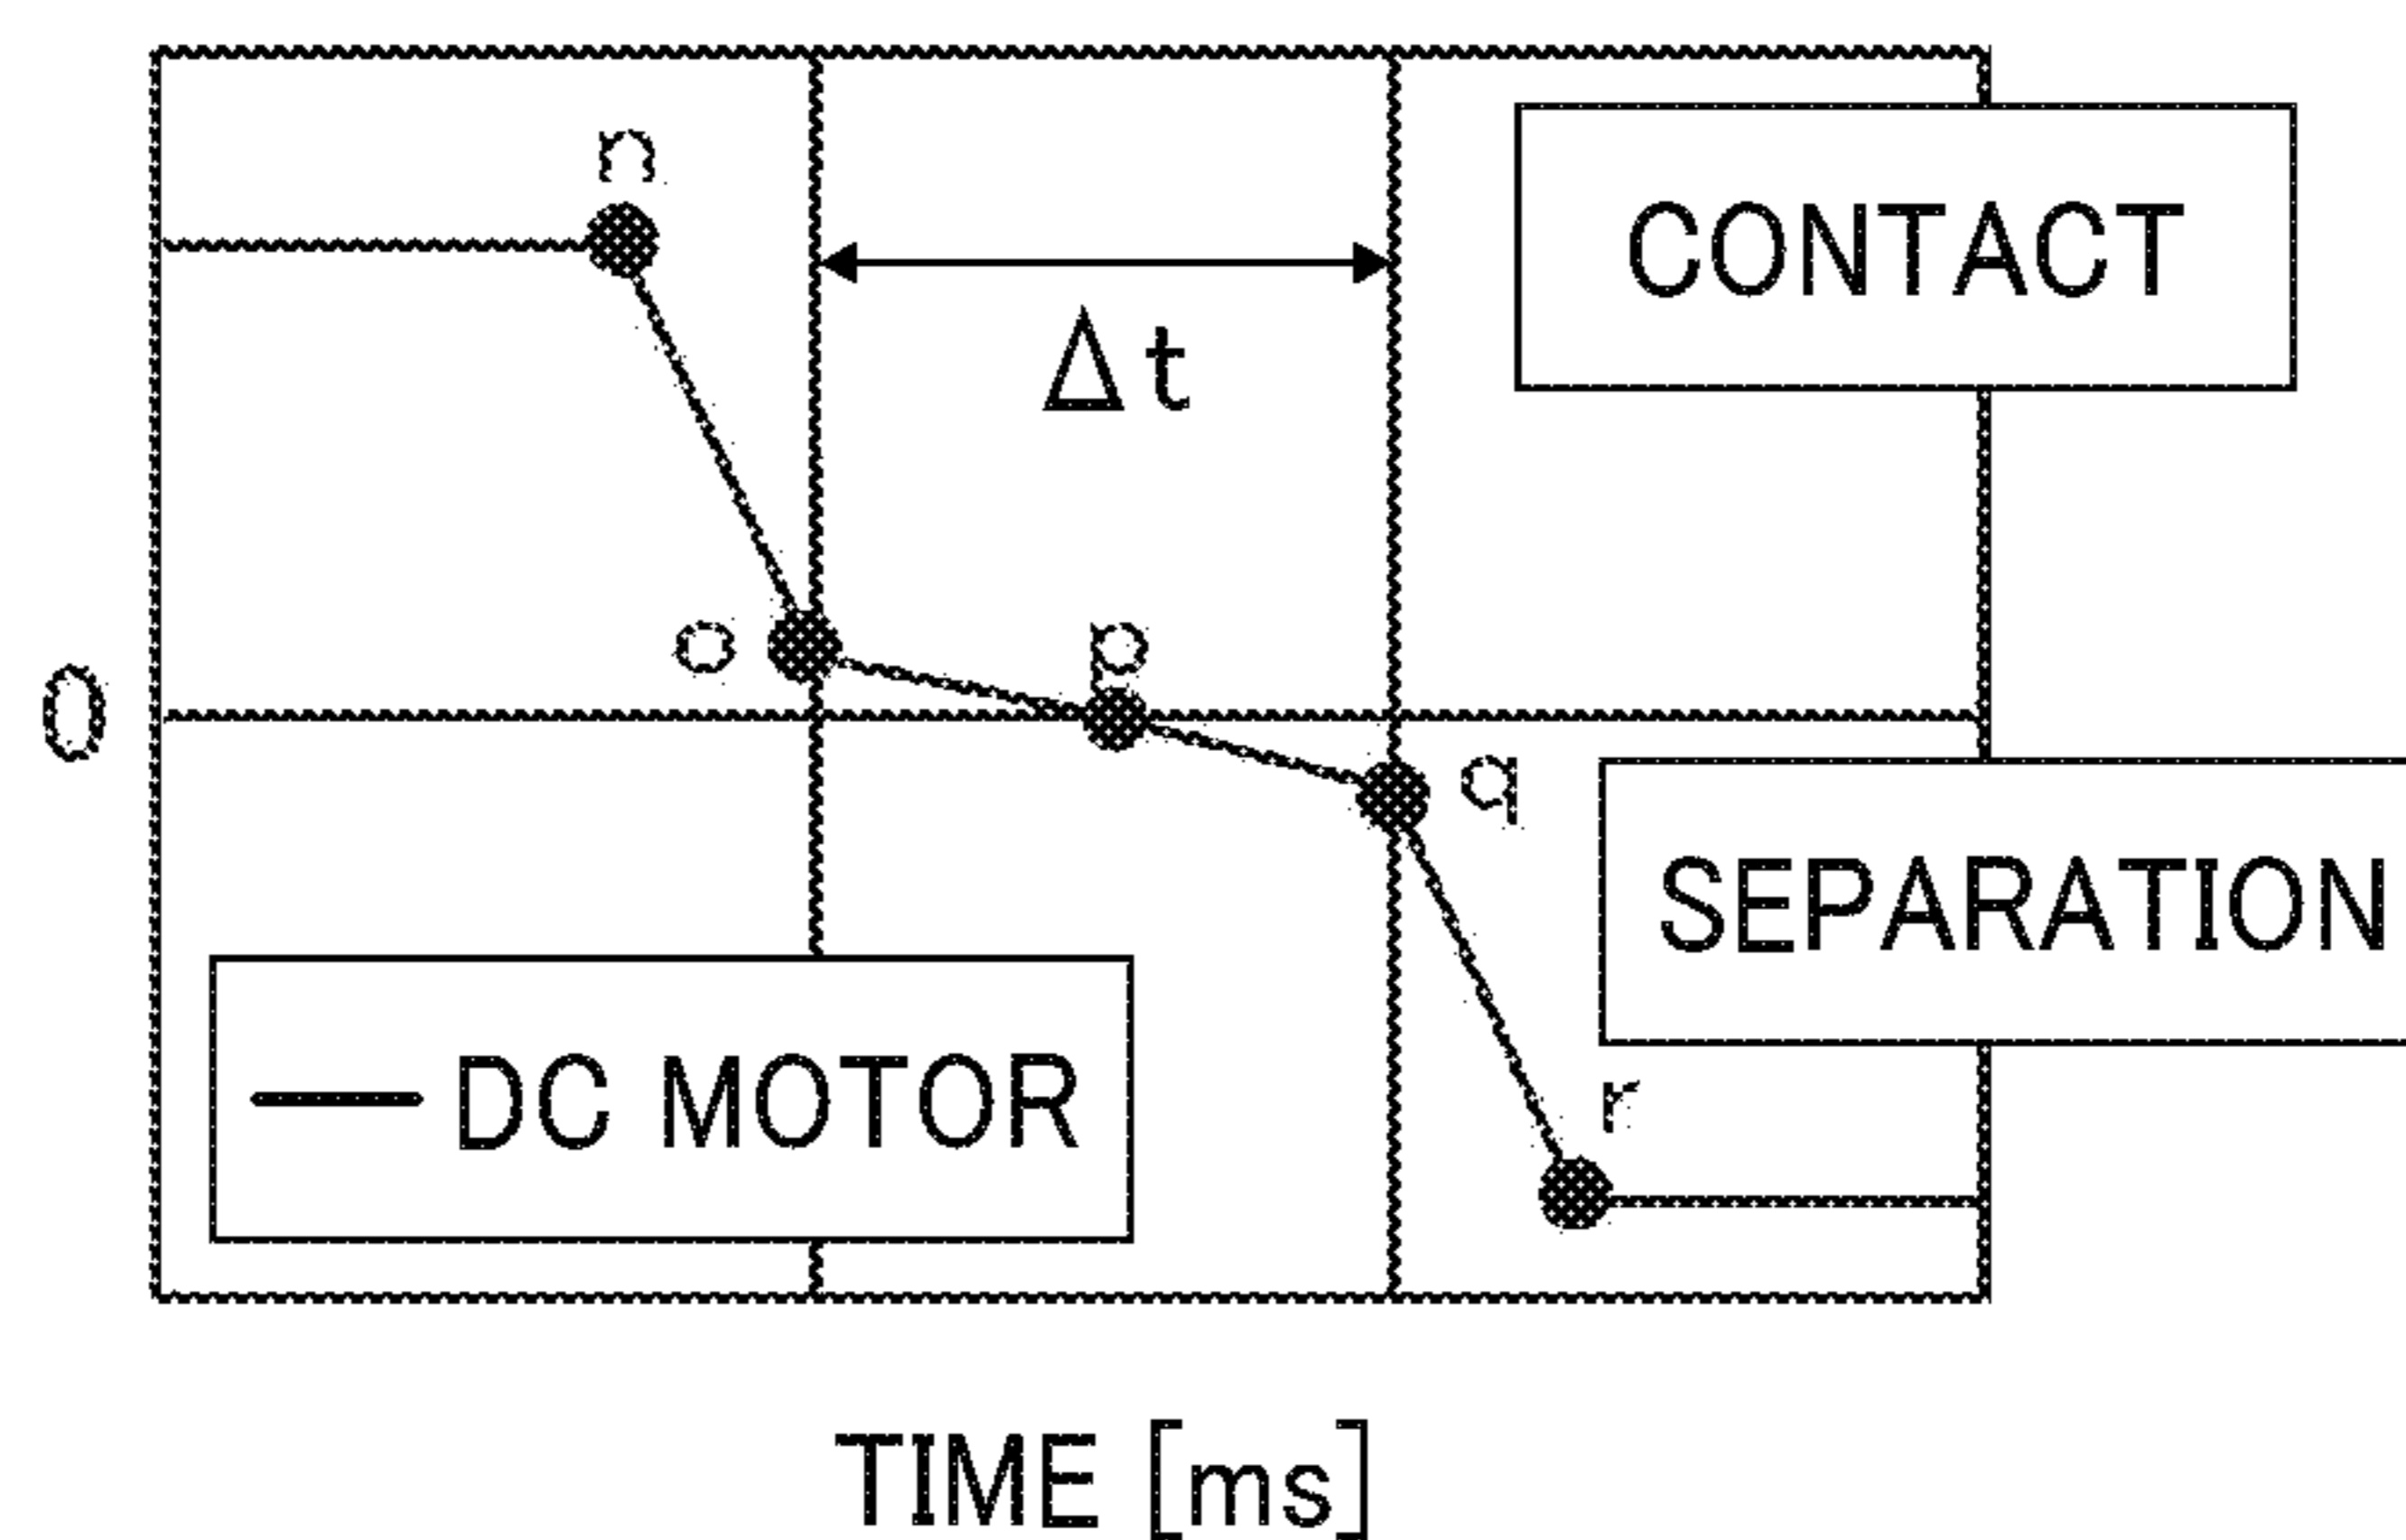 n
CONTACT
Δt
o
p
0
q
SEPARATION
DC MOTOR
r
TIME [ms]